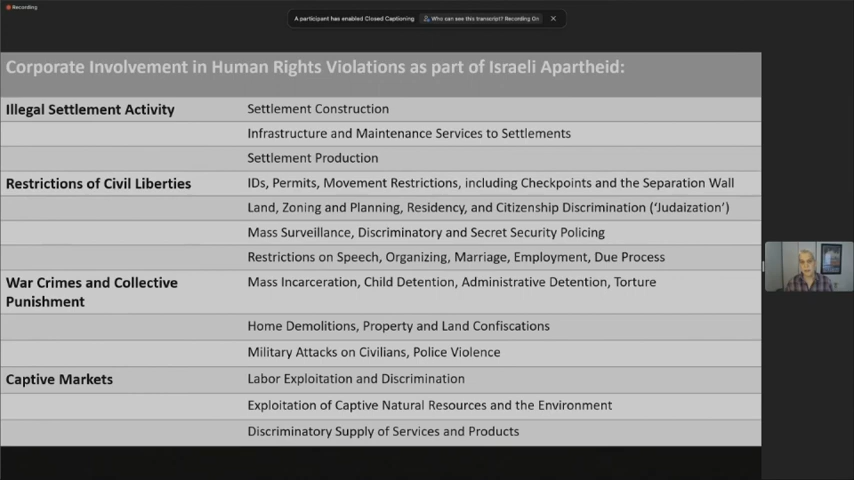 Recording
A participant has enabled Closed Captioning
Who can see this transcript? Recording On
Corporate Involvement in Human Rights Violations as part of Israeli Apartheid:
Illegal Settlement Activity
Settlement Construction
Infrastructure and Maintenance Services to Settlements
Settlement Production
Restrictions of Civil Liberties
IDs, Permits, Movement Restrictions, including Checkpoints and the Separation Wall
Land, Zoning and Planning, Residency, and Citizenship Discrimination ('Judaization')
Mass Surveillance, Discriminatory and Secret Security Policing
Restrictions on Speech, Organizing, Marriage, Employment, Due Process
War Crimes and Collective
Punishment
Mass Incarceration, Child Detention, Administrative Detention, Torture
Home Demolitions, Property and Land Confiscations
Military Attacks on Civilians, Police Violence
Captive Markets
Labor Exploitation and Discrimination
Exploitation of Captive Natural Resources and the Environment
Discriminatory Supply of Services and Products